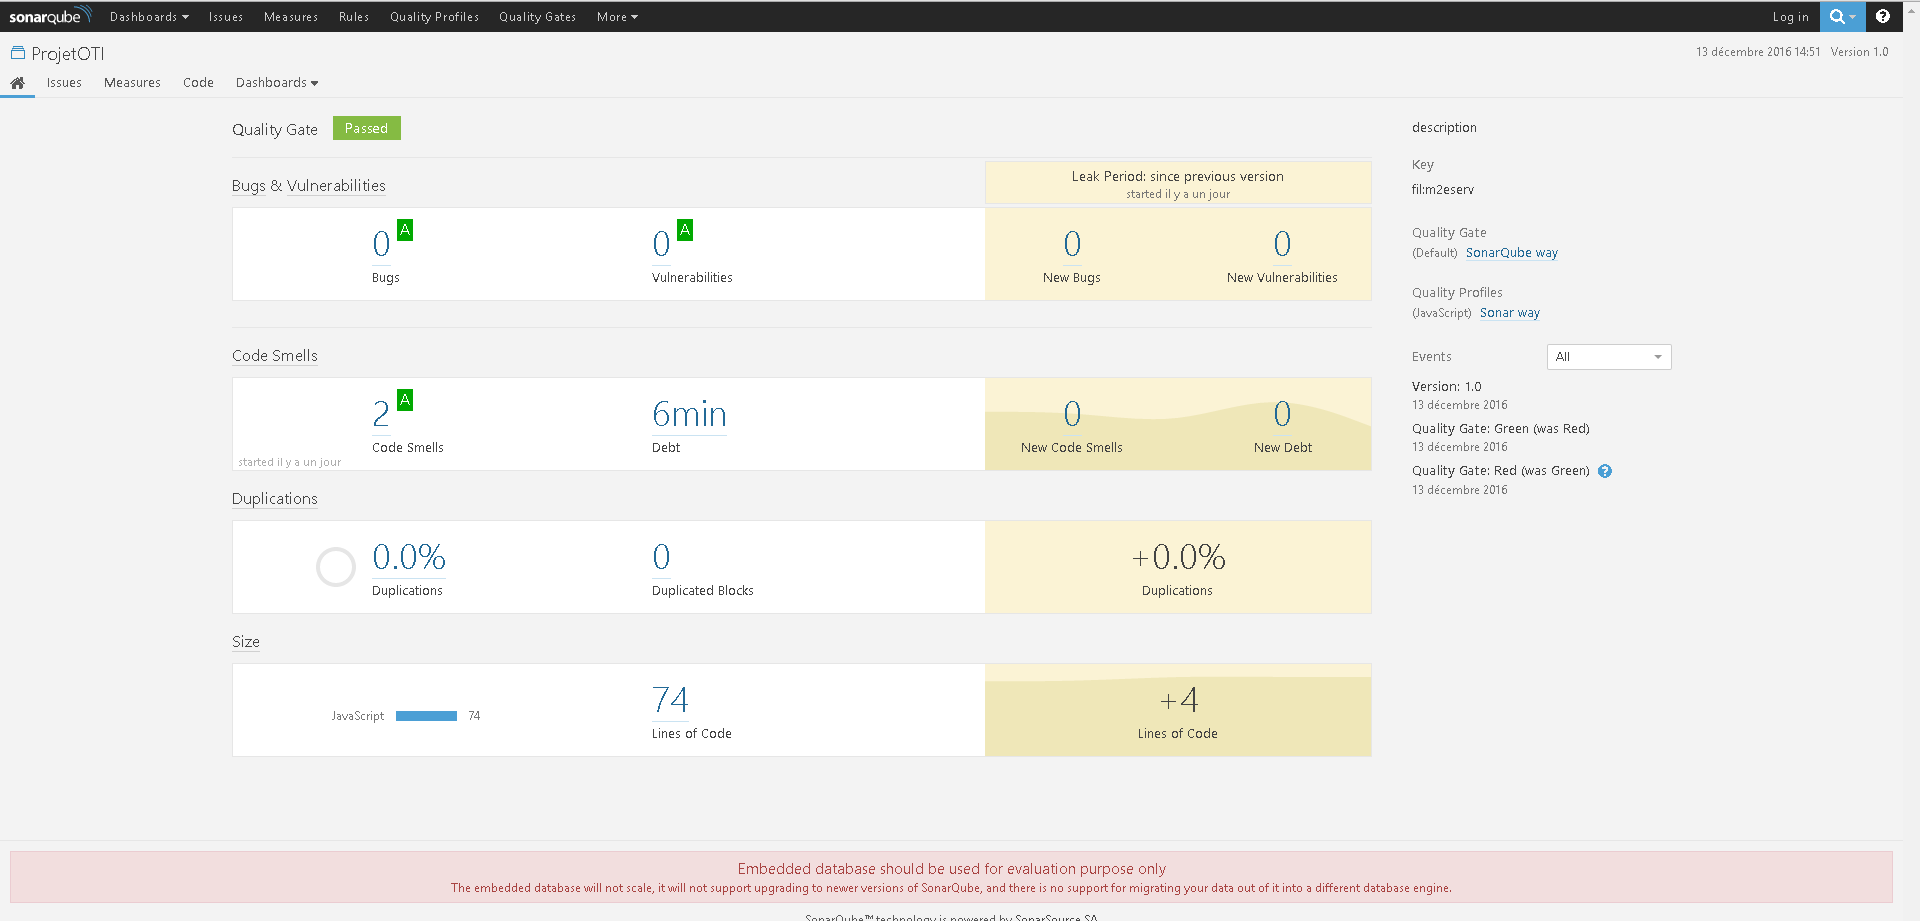 sonarqube Dashboards Issues Measures Rules Quality Profiles Quality Gates More Log in
ProjetOTI
13 décembre 2016 14:51 Version 1.0
Issues Measures Code Dashboards
Quality Gate Passed
Leak Period: since previous version
started il y a un jour
Bugs & Vulnerabilities
0 A
Bugs
0 A
Vulnerabilities
0
New Bugs
0
New Vulnerabilities
Code Smells
2 A
Code Smells
6min
Debt
started il y a un jour
0
New Code Smells
0
New Debt
Duplications
0.0%
Duplications
0
Duplicated Blocks
+0.0%
Duplications
Size
JavaScript 74
74
Lines of Code
+4
Lines of Code
description
Key
fil:m2eserv
Quality Gate
(Default) SonarQube way
Quality Profiles
(JavaScript) Sonar way
Events All
Version: 1.0
13 décembre 2016
Quality Gate: Green (was Red)
13 décembre 2016
Quality Gate: Red (was Green) ?
13 décembre 2016
Embedded database should be used for evaluation purpose only
The embedded database will not scale, it will not support upgrading to newer versions of SonarQube, and there is no support for migrating your data out of it into a different database engine.
SonarQube™ technology is powered by SonarSource SA